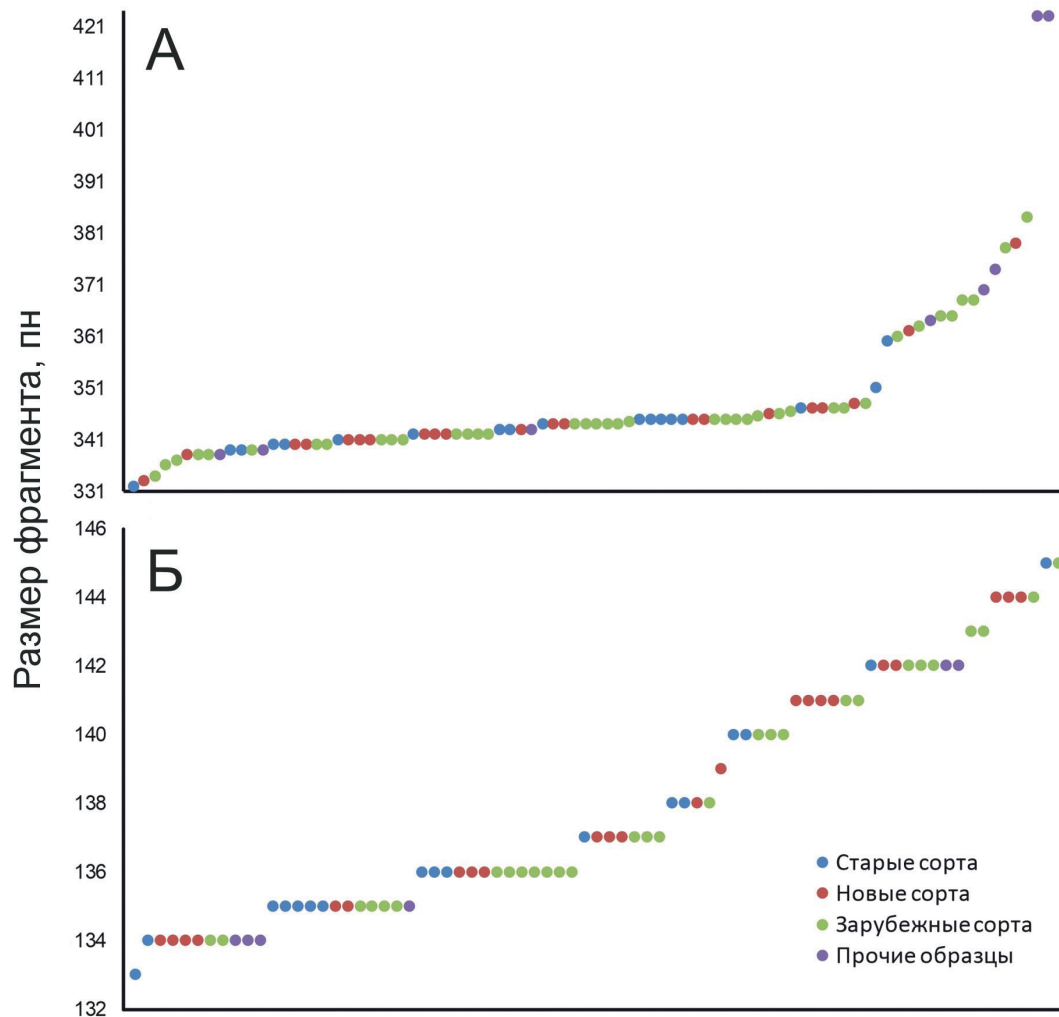 Размер фрагмента, пн
А
421
411
401
391
381
371
361
351
341
331
Б
146
144
142
140
138
136
134
132
Старые сорта
Новые сорта
Зарубежные сорта
Прочие образцы